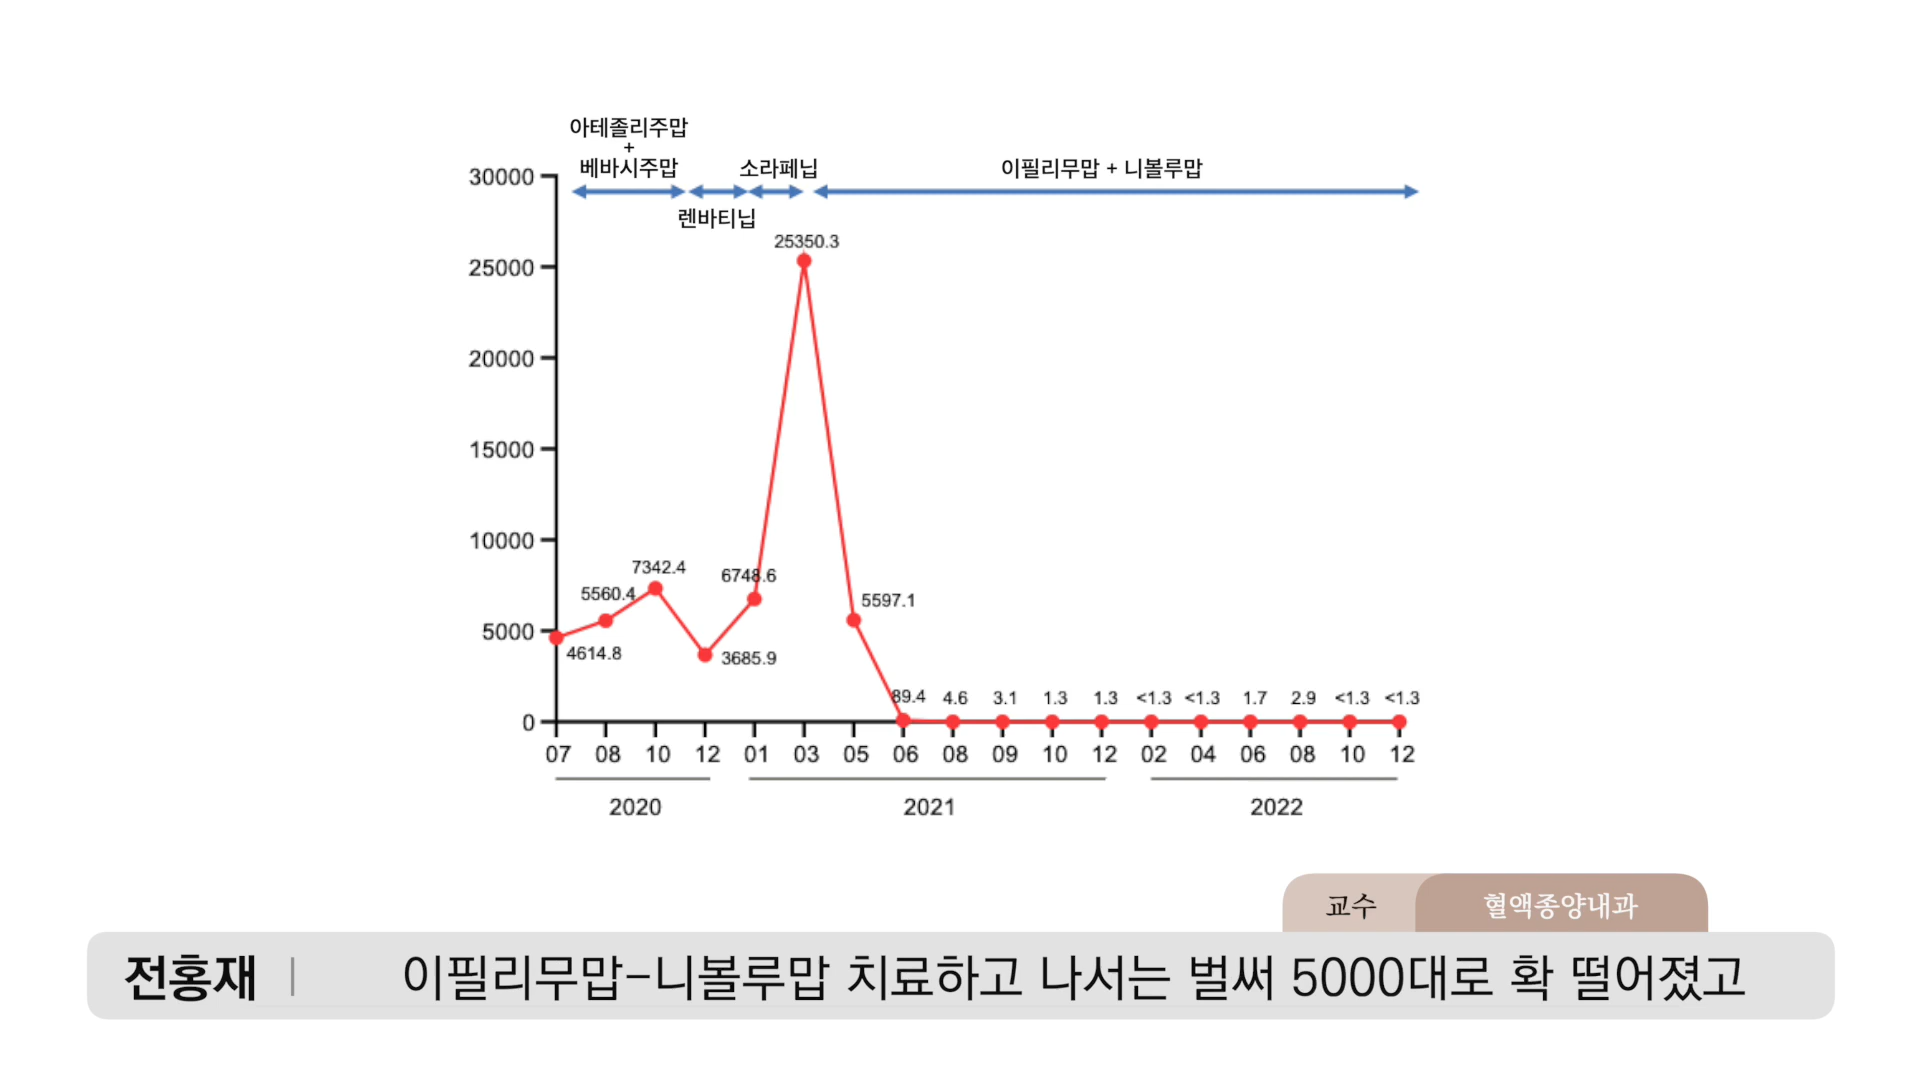 아테졸리주맙
+
베바시주맙
소라페닙
이필리무맙 + 니볼루맙
렌바티닙
30000
25000
20000
15000
10000
5000
0
4614.8
5560.4
7342.4
3685.9
6748.6
25350.3
5597.1
89.4 4.6 3.1 1.3 1.3 <1.3 <1.3 1.7 2.9 <1.3 <1.3
07 08 10 12 01 03 05 06 08 09 10 12 02 04 06 08 10 12
2020 2021 2022
교수 혈액종양내과
전홍재 이필리무맙-니볼루맙 치료하고 나서는 벌써 5000대로 확 떨어졌고